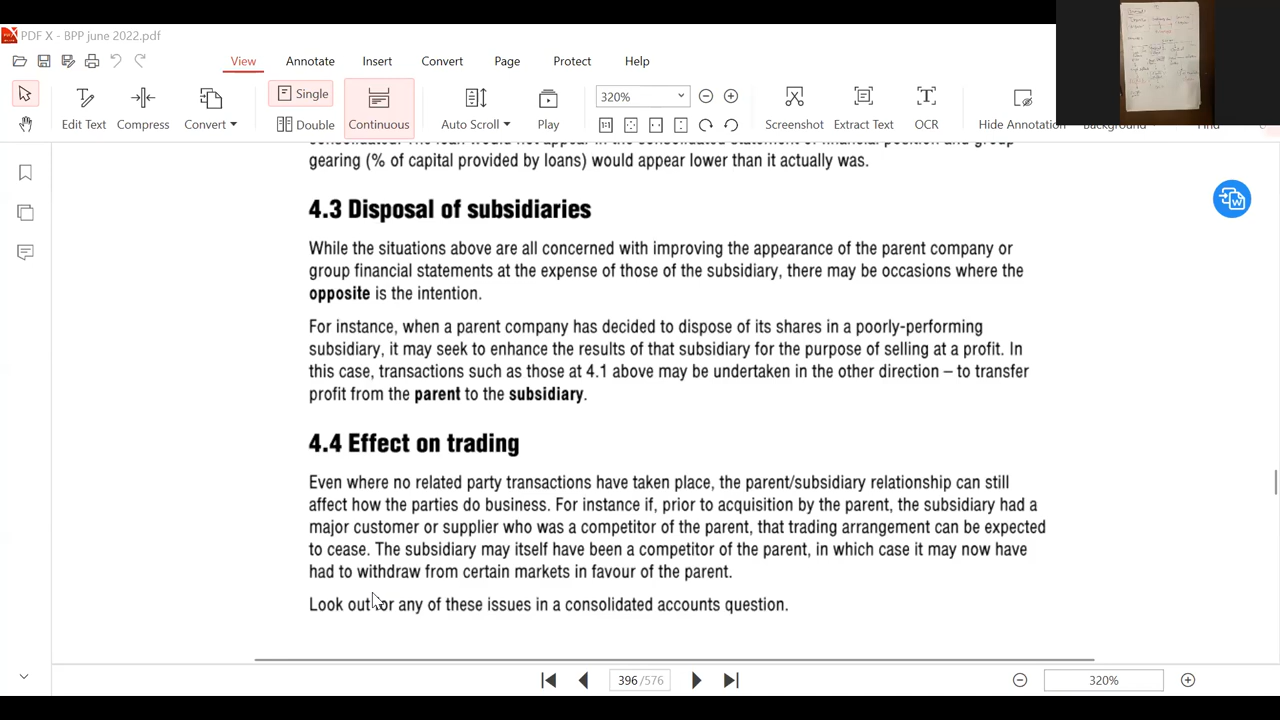 PDF X - BPP june 2022.pdf
View Annotate Insert Convert Page Protect Help
Single
Double
Continuous
320%
Edit Text Compress Convert Auto Scroll Play Screenshot Extract Text OCR Hide Annotation
gearing (% of capital provided by loans) would appear lower than it actually was.
4.3 Disposal of subsidiaries
While the situations above are all concerned with improving the appearance of the parent company or
group financial statements at the expense of those of the subsidiary, there may be occasions where the
opposite is the intention.
For instance, when a parent company has decided to dispose of its shares in a poorly-performing
subsidiary, it may seek to enhance the results of that subsidiary for the purpose of selling at a profit. In
this case, transactions such as those at 4.1 above may be undertaken in the other direction – to transfer
profit from the parent to the subsidiary.
4.4 Effect on trading
Even where no related party transactions have taken place, the parent/subsidiary relationship can still
affect how the parties do business. For instance if, prior to acquisition by the parent, the subsidiary had a
major customer or supplier who was a competitor of the parent, that trading arrangement can be expected
to cease. The subsidiary may itself have been a competitor of the parent, in which case it may now have
had to withdraw from certain markets in favour of the parent.
Look out for any of these issues in a consolidated accounts question.
396 /576
320%